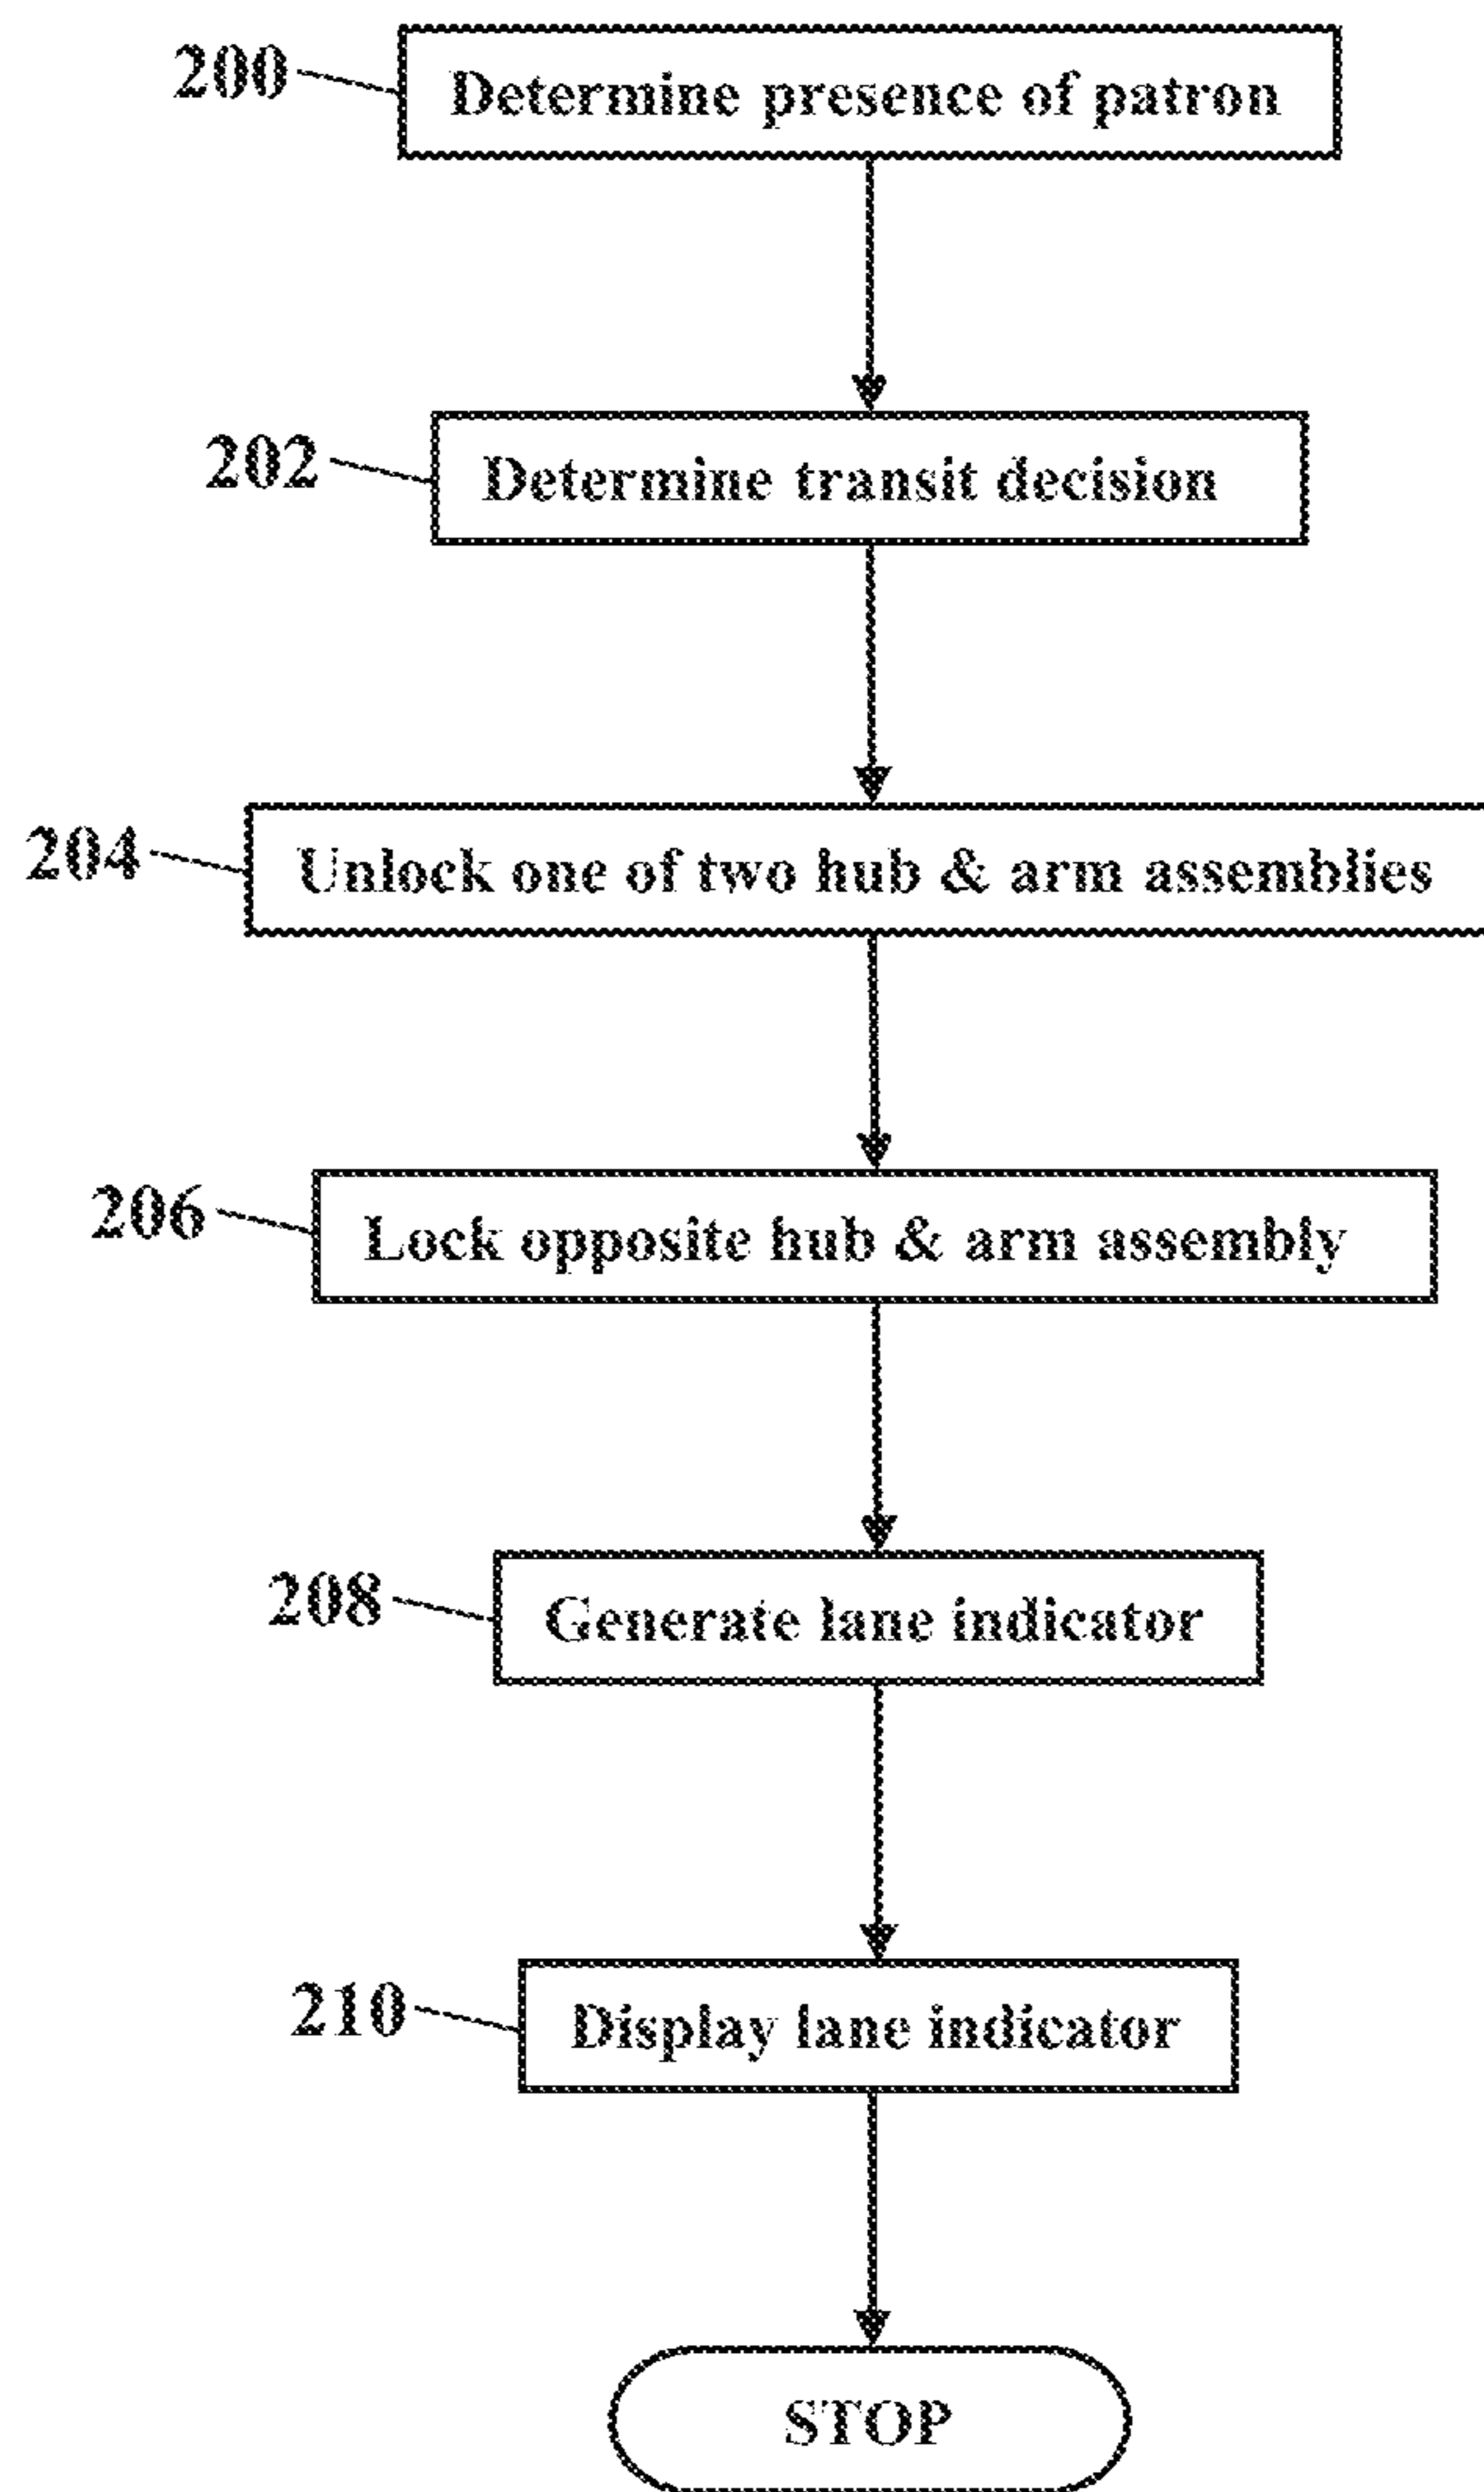 200 Determine presence of patron
202 Determine transit decision
204 Unlock one of two hub & arm assemblies
206 Lock opposite hub & arm assembly
208 Generate lane indicator
210 Display lane indicator
STOP